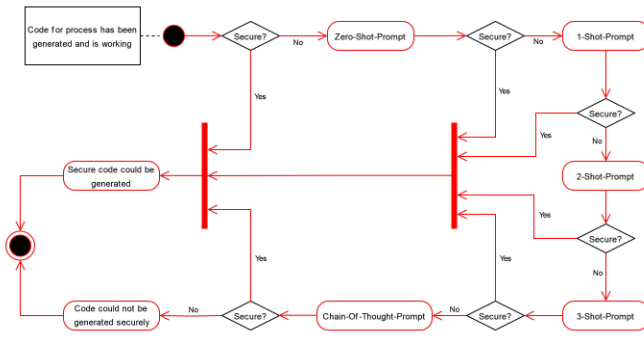 Code for process has been
generated and is working
Secure?
No
Zero-Shot-Prompt
Secure?
No
1-Shot-Prompt
Yes
Yes
Secure?
Yes
No
Secure code could be
generated
2-Shot-Prompt
Yes
Secure?
Yes
Yes
No
Code could not be
generated securely
No
Secure?
Chain-Of-Thought-Prompt
No
Secure?
3-Shot-Prompt